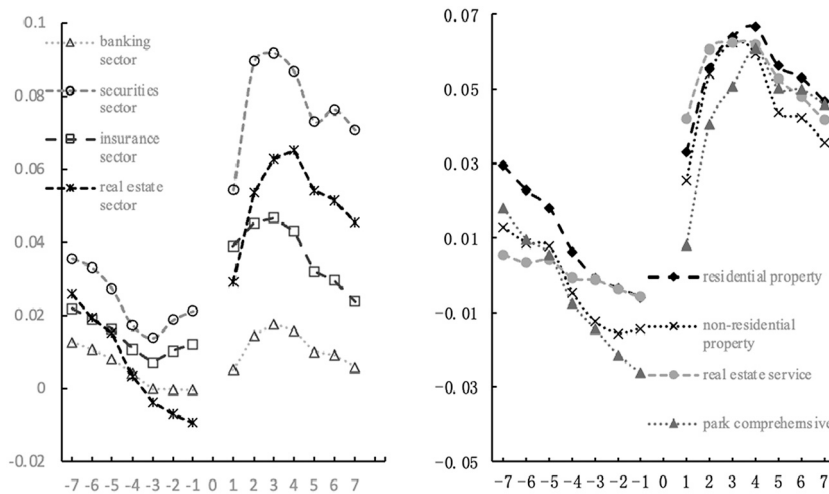 0.1
0.08
0.06
0.04
0.02
0
-0.02
banking
sector
securities
sector
insurance
sector
real estate
sector
-7 -6 -5 -4 -3 -2 -1 0 1 2 3 4 5 6 7
0.07
0.05
0.03
0.01
-0.01
-0.03
-0.05
residential property
non-residential
property
real estate service
park comprehensive
-7 -6 -5 -4 -3 -2 -1 0 1 2 3 4 5 6 7